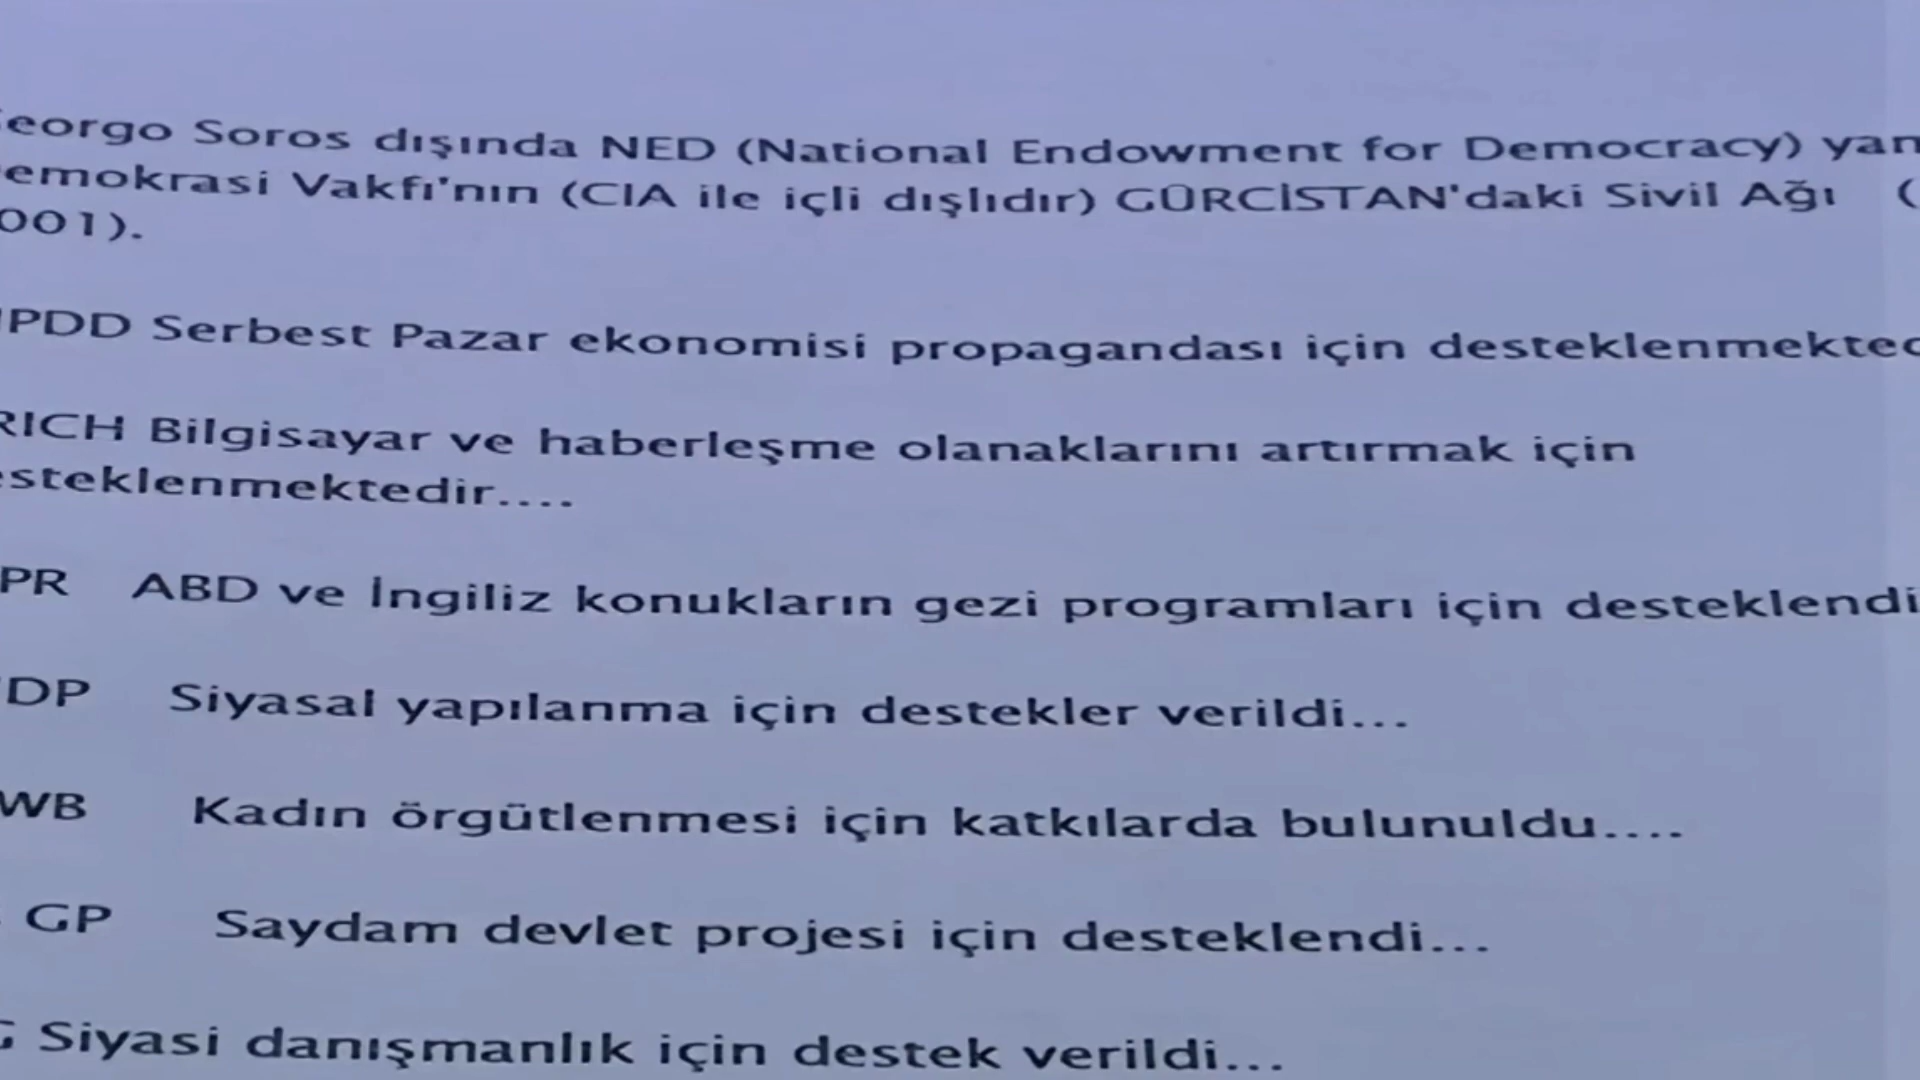 eorgo Soros dışında NED (National Endowment for Democracy) yan
emokrasi Vakfı'nın (CIA ile içli dışlıdır) GÜRCİSTAN'daki Sivil Ağı (
001).
PDD Serbest Pazar ekonomisi propagandası için desteklenmekted
RICH Bilgisayar ve haberleşme olanaklarını artırmak için
esteklenmektedir....
PR ABD ve İngiliz konukların gezi programları için desteklendi
DP Siyasal yapılanma için destekler verildi...
WB Kadın örgütlenmesi için katkılarda bulunuldu....
GP Saydam devlet projesi için desteklendi...
G Siyasi danışmanlık için destek verildi...